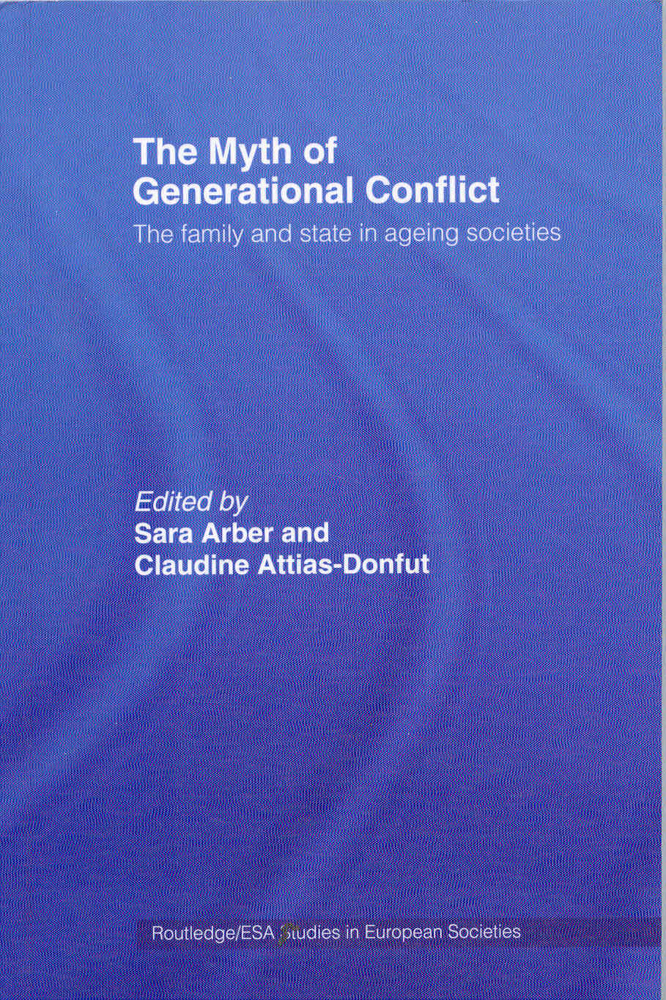 The Myth of
Generational Conflict
The family and state in ageing societies
Edited by
Sara Arber and
Claudine Attias-Donfut
Routledge/ESA Studies in European Societies